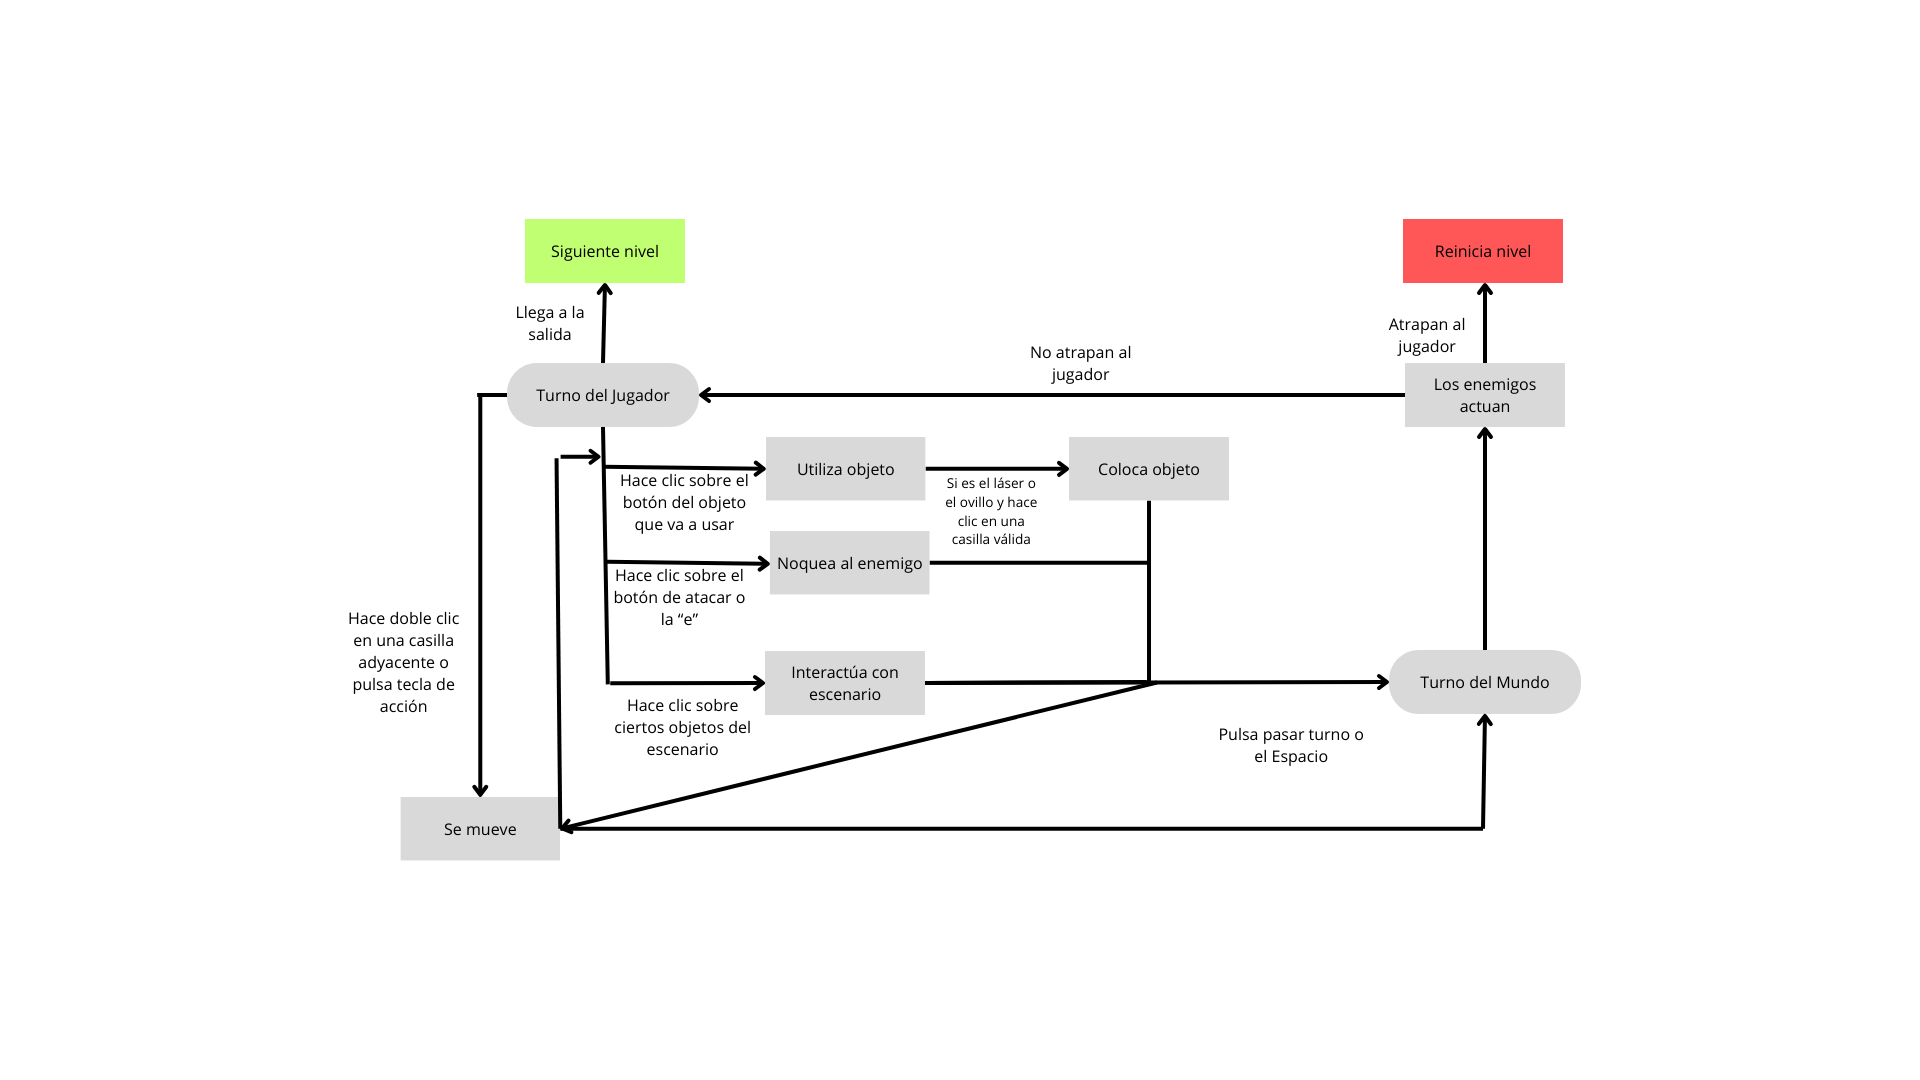 Siguiente nivel
Reinicia nivel
Llega a la
salida
Atrapan al
jugador
No atrapan al
jugador
Turno del Jugador
Los enemigos
actuan
Utiliza objeto
Coloca objeto
Hace clic sobre el
botón del objeto
que va a usar
Si es el láser o
el ovillo y hace
clic en una
casilla válida
Noquea al enemigo
Hace clic sobre el
botón de atacar o
la “e”
Hace doble clic
en una casilla
adyacente o
pulsa tecla de
acción
Interactúa con
escenario
Turno del Mundo
Hace clic sobre
ciertos objetos del
escenario
Pulsa pasar turno o
el Espacio
Se mueve